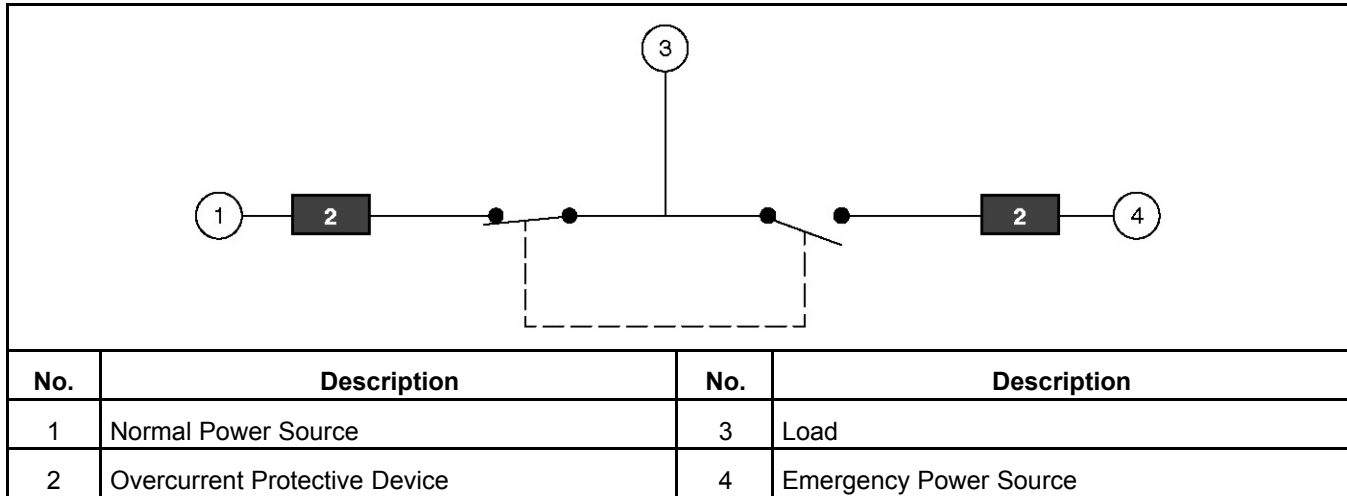 3
1 2 2 4
No. Description No. Description
1 Normal Power Source 3 Load
2 Overcurrent Protective Device 4 Emergency Power Source